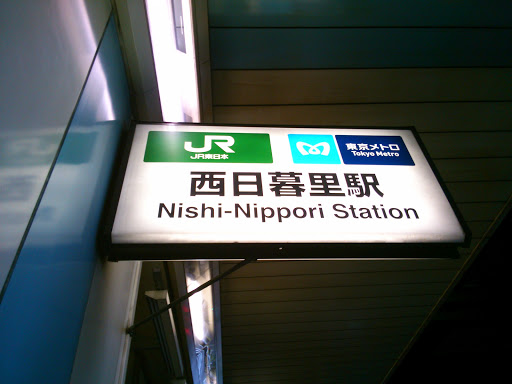 JR
JR東日本
東京メトロ
Tokyo Metro
西日暮里駅
Nishi-Nippori Station